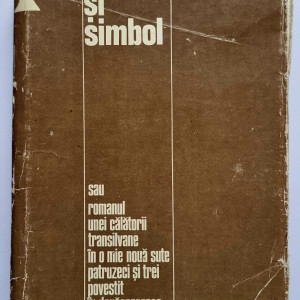 și
simbol
sau
romanul
unei călătorii
transilvane
în o mie nouă sute
patruzeci și trei
povestit